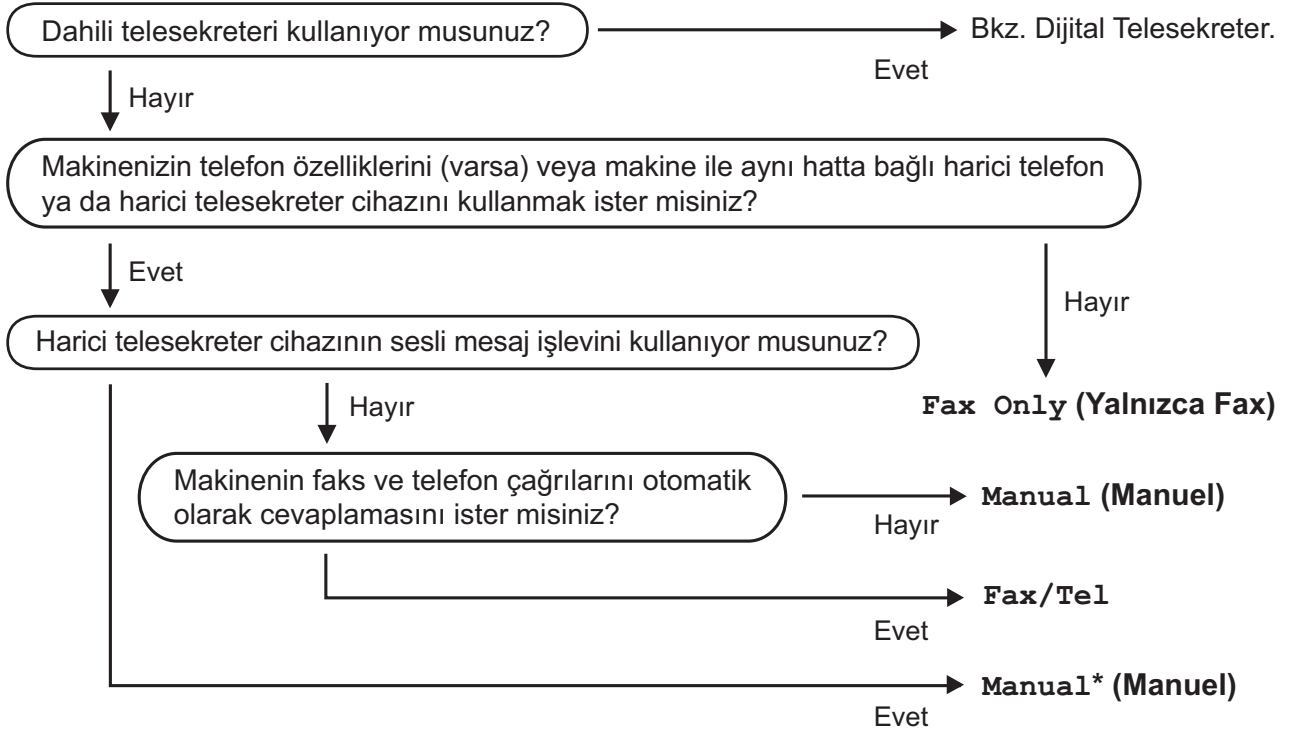 Dahili telesekreteri kullanıyor musunuz?
Bkz. Dijital Telesekreter.
Evet
Hayır
Makinenizin telefon özelliklerini (varsa) veya makine ile aynı hatta bağlı harici telefon
ya da harici telesekreter cihazını kullanmak ister misiniz?
Evet
Hayır
Harici telesekreter cihazının sesli mesaj işlevini kullanıyor musunuz?
Fax Only (Yalnızca Fax)
Hayır
Makinenin faks ve telefon çağrılarını otomatik
olarak cevaplamasını ister misiniz?
Manual (Manuel)
Hayır
Fax/Tel
Evet
Manual* (Manuel)
Evet